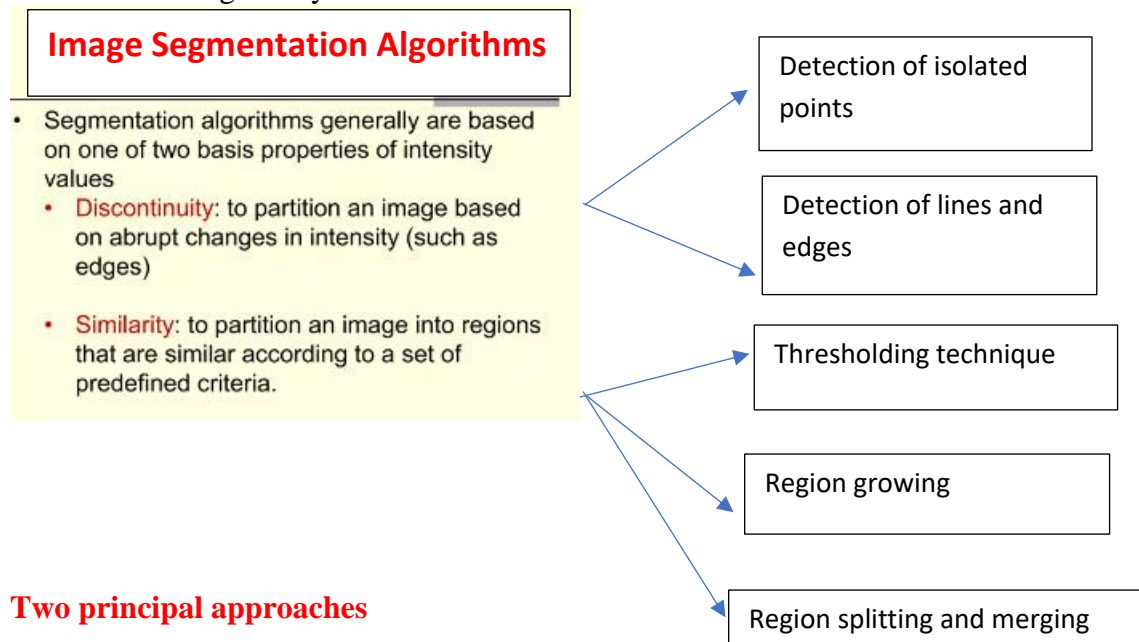 Image Segmentation Algorithms
• Segmentation algorithms generally are based
on one of two basis properties of intensity
values
• Discontinuity: to partition an image based
on abrupt changes in intensity (such as
edges)
• Similarity: to partition an image into regions
that are similar according to a set of
predefined criteria.
Detection of isolated
points
Detection of lines and
edges
Thresholding technique
Region growing
Region splitting and merging
Two principal approaches